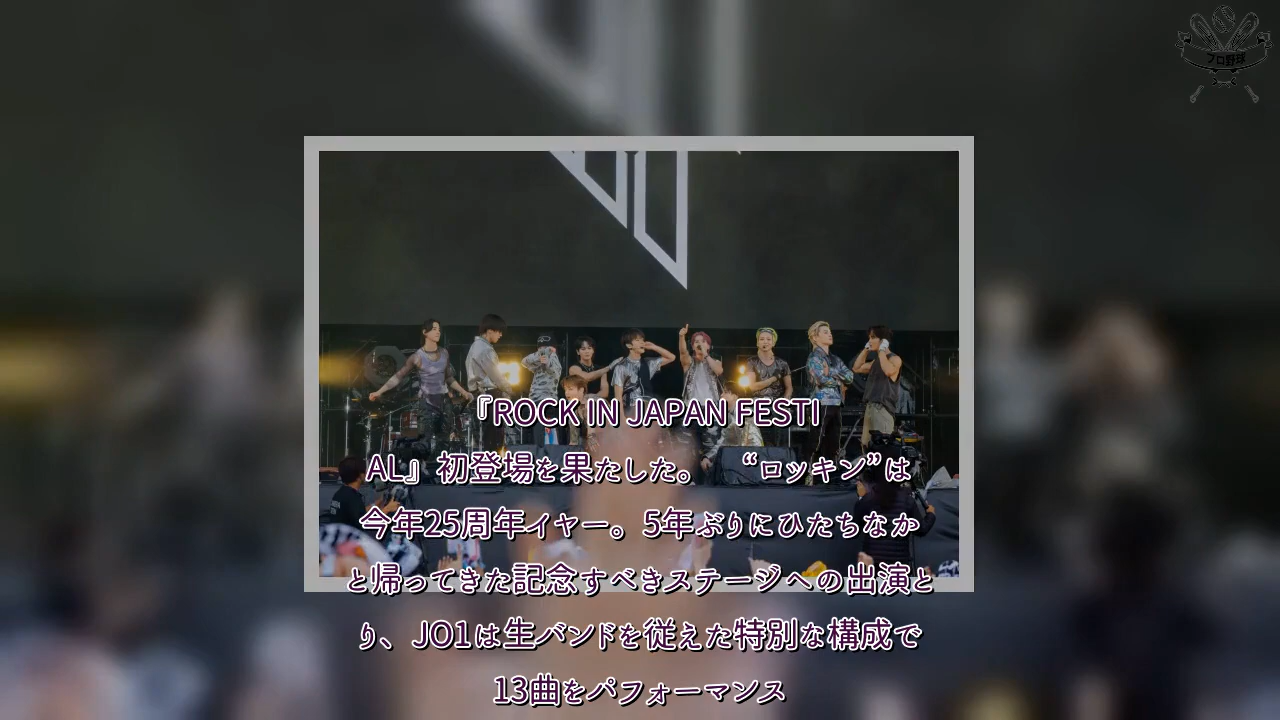 プロ野球
『ROCK IN JAPAN FESTI
AL』初登場を果たした。　“ロッキン”は
今年25周年イヤー。5年ぶりにひたちなか
と帰ってきた記念すべきステージへの出演と
り、JO1は生バンドを従えた特別な構成で
13曲をパフォーマンス